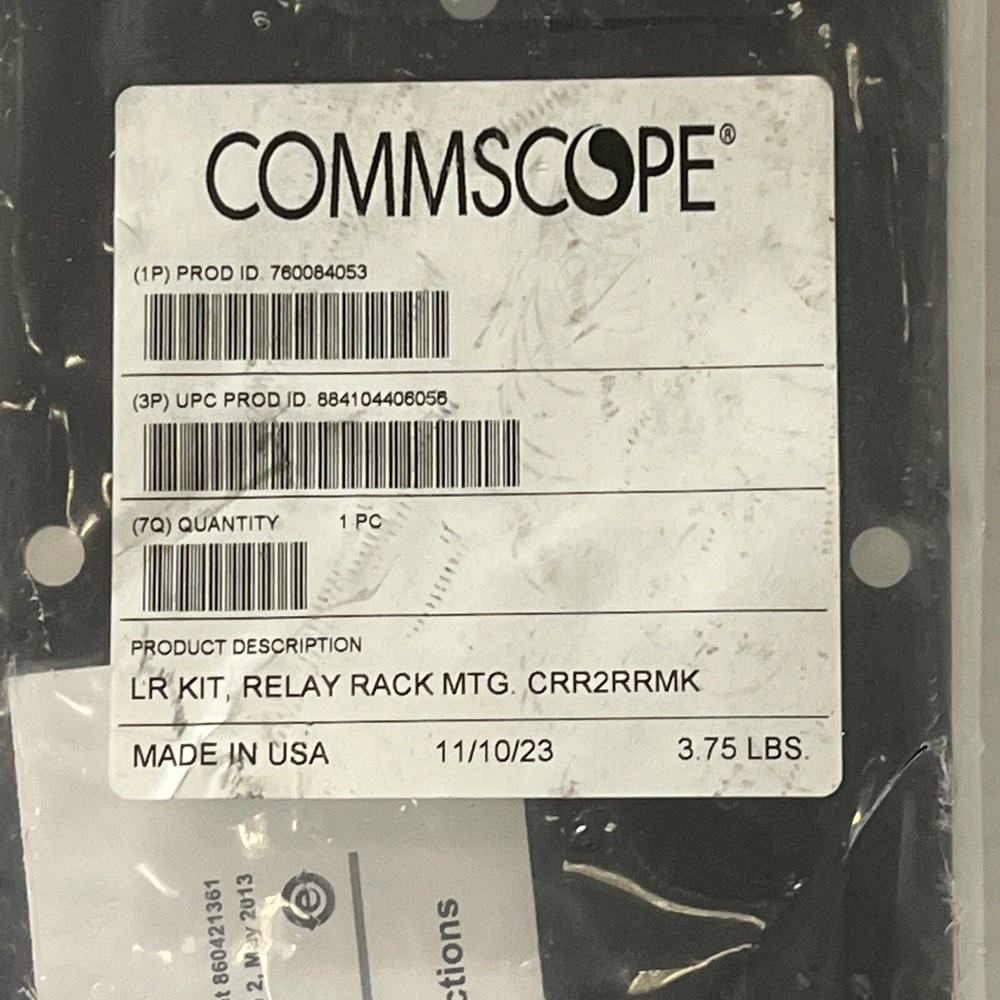 COMMSCOPE®
(1P) PROD ID. 760084053
(3P) UPC PROD ID. 884104406056
(7Q) QUANTITY 1 PC
PRODUCT DESCRIPTION
LR KIT, RELAY RACK MTG. CRR2RRMK
MADE IN USA 11/10/23 3.75 LBS.
t 860421361
2, May 2013
e
ctions